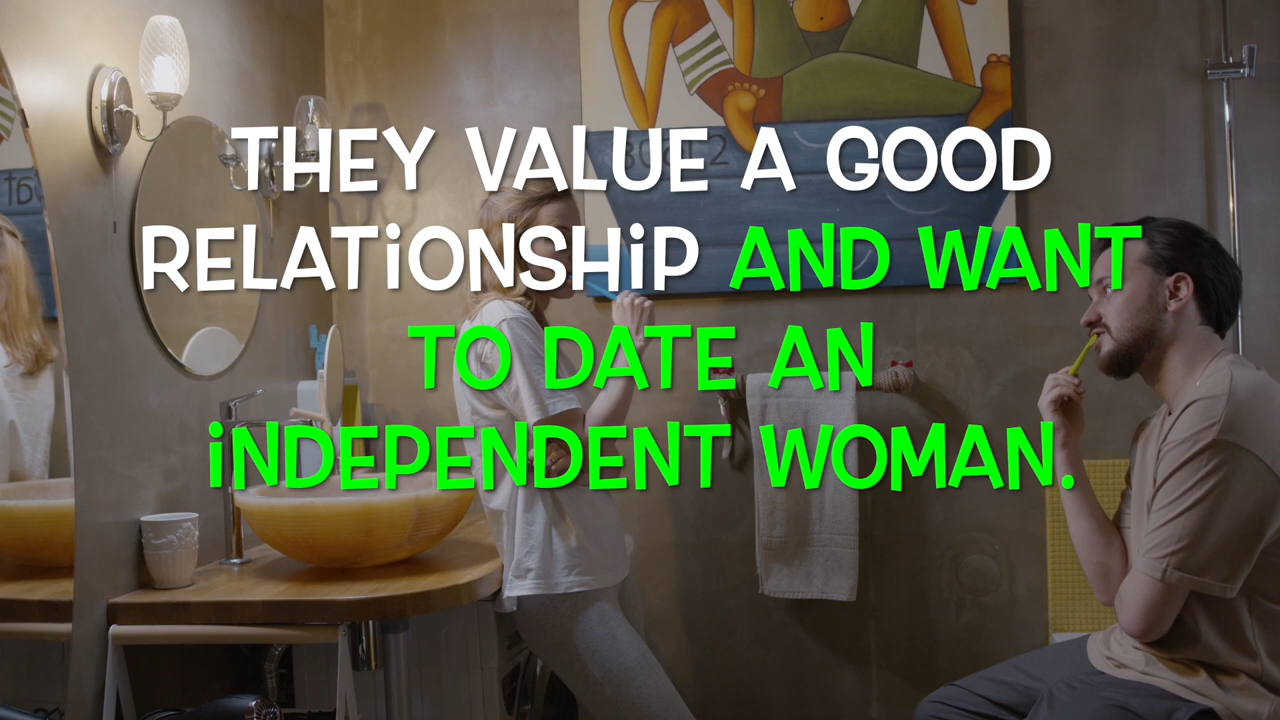 THEY VALUE A GOOD
RELATiONSHiP AND WANT
TO DATE AN
iNDEPENDENT WOMAN.